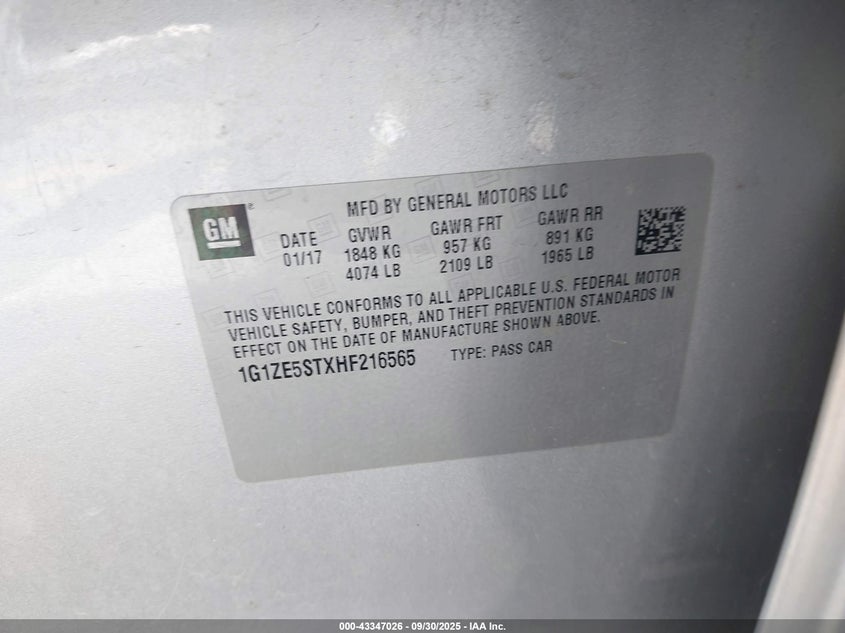 GM ®
MFD BY GENERAL MOTORS LLC
DATE GVWR GAWR FRT GAWR RR
01/17 1848 KG 957 KG 891 KG
4074 LB 2109 LB 1965 LB
THIS VEHICLE CONFORMS TO ALL APPLICABLE U.S. FEDERAL MOTOR
VEHICLE SAFETY, BUMPER, AND THEFT PREVENTION STANDARDS IN
EFFECT ON THE DATE OF MANUFACTURE SHOWN ABOVE.
1G1ZE5STXHF216565 TYPE: PASS CAR
000-43347026 - 09/30/2025 - IAA Inc.